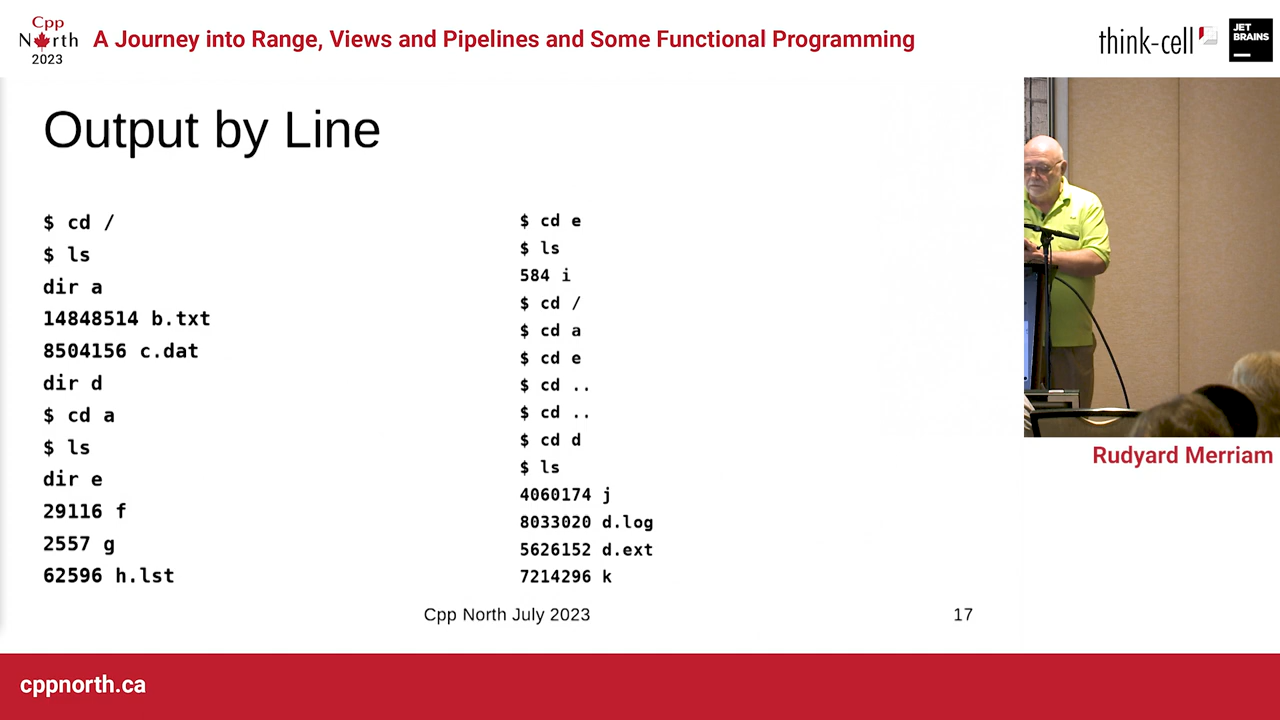 Cpp
North
2023
A Journey into Range, Views and Pipelines and Some Functional Programming
think-cell
JET
BRAINS
Output by Line
$ cd /
$ ls
dir a
14848514 b.txt
8504156 c.dat
dir d
$ cd a
$ ls
dir e
29116 f
2557 g
62596 h.lst
$ cd e
$ ls
584 i
$ cd /
$ cd a
$ cd e
$ cd ..
$ cd ..
$ cd d
$ ls
4060174 j
8033020 d.log
5626152 d.ext
7214296 k
Cpp North July 2023
17
Rudyard Merriam
cppnorth.ca